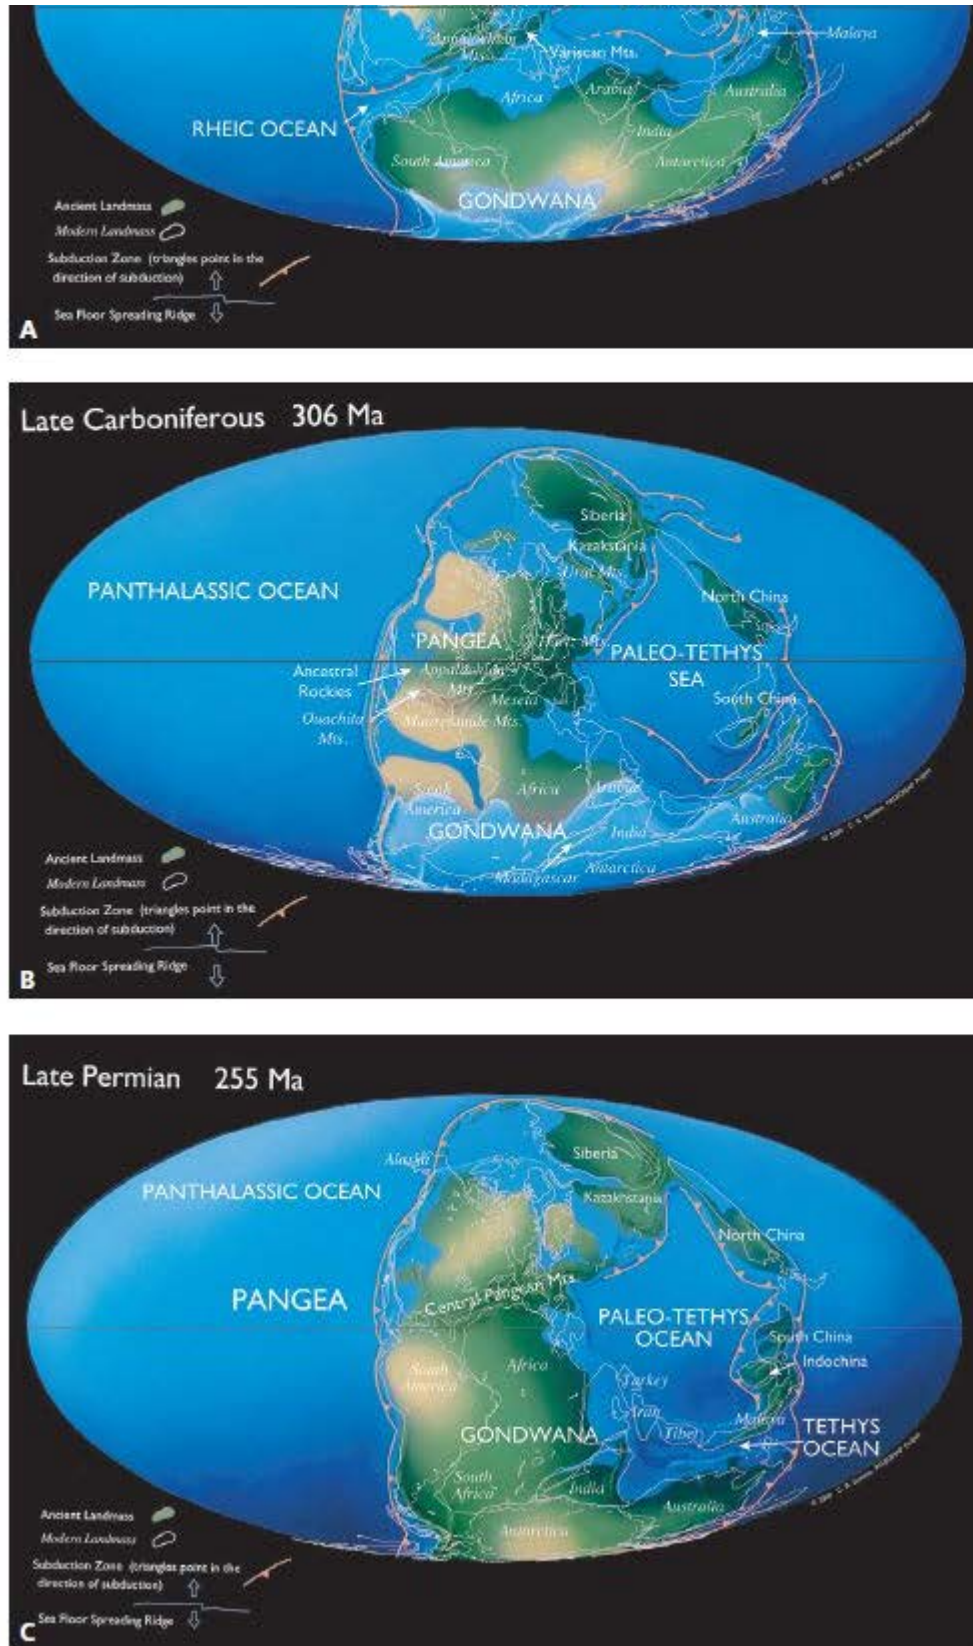 Appalachian
Mts.
Variscan Mts.
Malaya
Africa
Arabia
Australia
RHEIC OCEAN
India
South America
Antarctica
GONDWANA
Ancient Landmass
Modern Landmass
Subduction Zone (triangles point in the
direction of subduction)
Sea Floor Spreading Ridge
A
Late Carboniferous 306 Ma
Siberia
Kazakstania
Ural Mts.
PANTHALASSIC OCEAN
North China
PANGEA
PALEO-TETHYS
SEA
Ancestral
Rockies
Ouachita
Mts.
Mts.
Meseta
South China
South
America
Africa
Arabia
Australia
GONDWANA
India
Madagascar
Antarctica
Ancient Landmass
Modern Landmass
Subduction Zone (triangles point in the
direction of subduction)
Sea Floor Spreading Ridge
B
Late Permian 255 Ma
Alaska
Siberia
PANTHALASSIC OCEAN
Kazakhstania
North China
PANGEA
Central Pangean Mts.
PALEO-TETHYS
OCEAN
South China
Indochina
South
America
Africa
Turkey
Iran
Tibet
Malaya
GONDWANA
TETHYS
OCEAN
South
Africa
India
Australia
Antarctica
Ancient Landmass
Modern Landmass
Subduction Zone (triangles point in the
direction of subduction)
Sea Floor Spreading Ridge
C